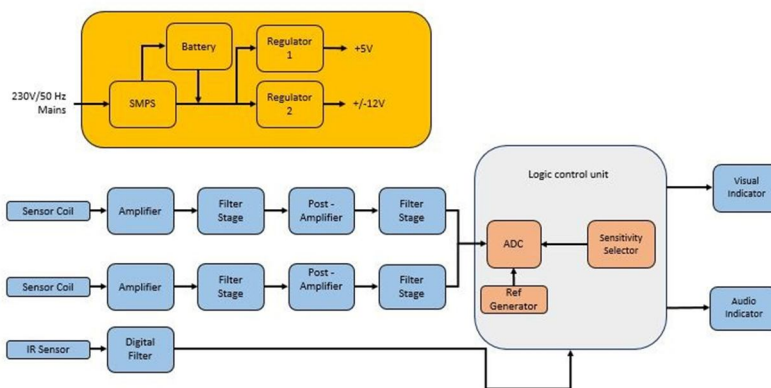 Battery
Regulator
1
+5V
230V/50 Hz
Mains
SMPS
Regulator
2
+/-12V
Logic control unit
Visual
Indicator
Sensor Coil
Amplifier
Filter
Stage
Post -
Amplifier
Filter
Stage
ADC
Sensitivity
Selector
Sensor Coil
Amplifier
Filter
Stage
Post -
Amplifier
Filter
Stage
Ref
Generator
Audio
Indicator
IR Sensor
Digital
Filter